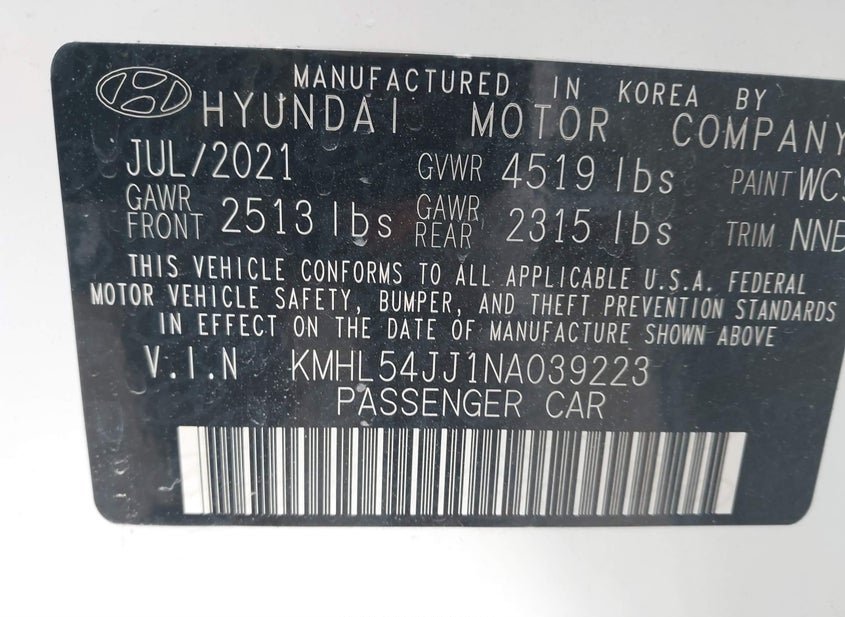 MANUFACTURED IN KOREA BY
HYUNDAI MOTOR COMPANY
JUL/2021 GVWR 4519 lbs PAINT WC9
GAWR FRONT 2513 lbs GAWR REAR 2315 lbs TRIM NNB
THIS VEHICLE CONFORMS TO ALL APPLICABLE U.S.A. FEDERAL
MOTOR VEHICLE SAFETY, BUMPER, AND THEFT PREVENTION STANDARDS
IN EFFECT ON THE DATE OF MANUFACTURE SHOWN ABOVE
V.I.N KMHL54JJ1NA039223
PASSENGER CAR